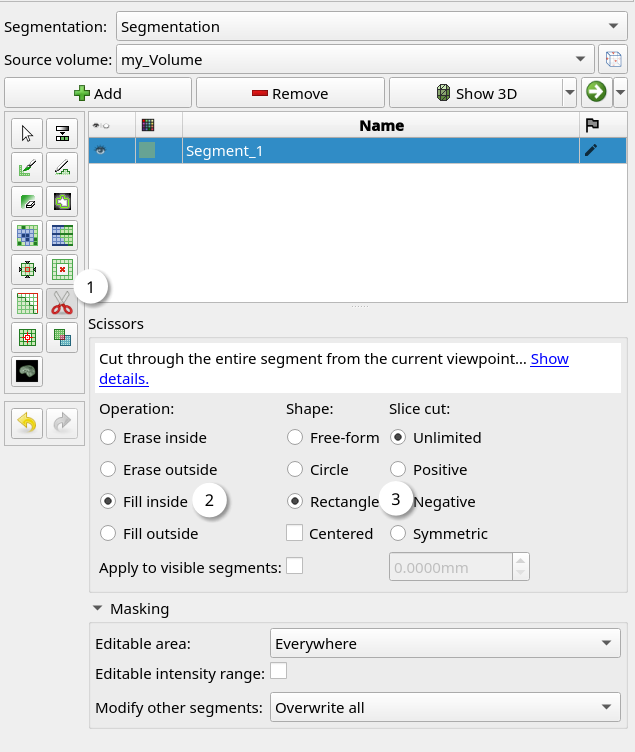 Segmentation: Segmentation
Source volume: my_Volume
Add Remove Show 3D
Name
Segment_1
1
Scissors
Cut through the entire segment from the current viewpoint... Show
details.
Operation: Shape: Slice cut:
Erase inside Free-form Unlimited
Erase outside Circle Positive
Fill inside 2 Rectangle 3 Negative
Fill outside Centered Symmetric
Apply to visible segments: 0.0000mm
Masking
Editable area: Everywhere
Editable intensity range:
Modify other segments: Overwrite all